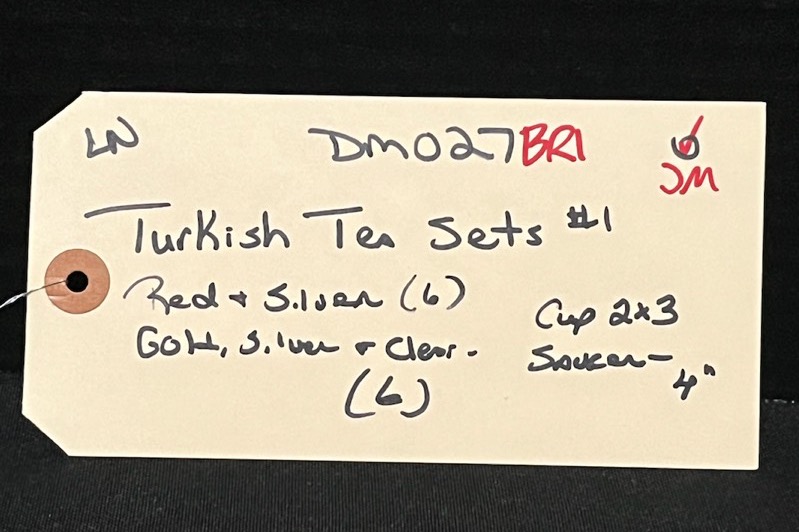 LN DM027BR1 U
JM
Turkish Tea Sets #1
Red + Silver (6)
Gold, Silver + Clear.
(6)
Cup 2x3
Saucer-
4"